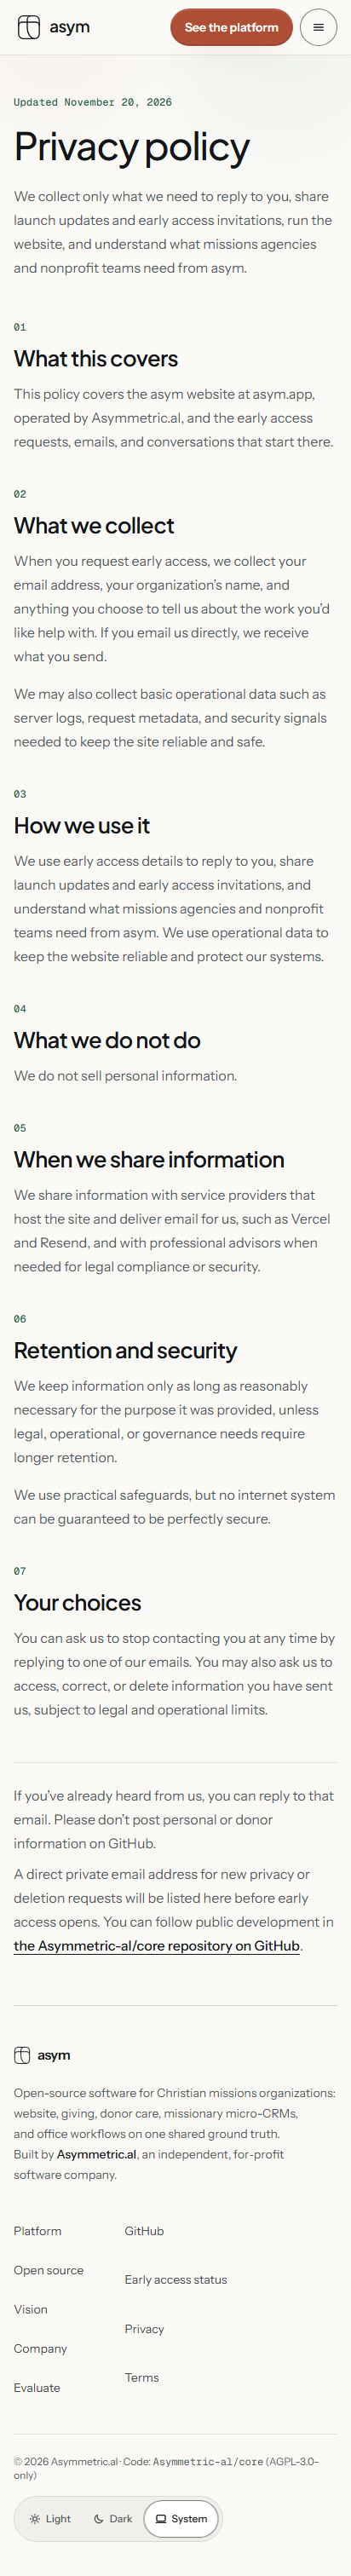 asym
See the platform
Updated November 20, 2026
Privacy policy
We collect only what we need to reply to you, share
launch updates and early access invitations, run the
website, and understand what missions agencies
and nonprofit teams need from asym.
01
What this covers
This policy covers the asym website at asym.app,
operated by Asymmetric.al, and the early access
requests, emails, and conversations that start there.
02
What we collect
When you request early access, we collect your
email address, your organization’s name, and
anything you choose to tell us about the work you’d
like help with. If you email us directly, we receive
what you send.
We may also collect basic operational data such as
server logs, request metadata, and security signals
needed to keep the site reliable and safe.
03
How we use it
We use early access details to reply to you, share
launch updates and early access invitations, and
understand what missions agencies and nonprofit
teams need from asym. We use operational data to
keep the website reliable and protect our systems.
04
What we do not do
We do not sell personal information.
05
When we share information
We share information with service providers that
host the site and deliver email for us, such as Vercel
and Resend, and with professional advisors when
needed for legal compliance or security.
06
Retention and security
We keep information only as long as reasonably
necessary for the purpose it was provided, unless
legal, operational, or governance needs require
longer retention.
We use practical safeguards, but no internet system
can be guaranteed to be perfectly secure.
07
Your choices
You can ask us to stop contacting you at any time by
replying to one of our emails. You may also ask us to
access, correct, or delete information you have sent
us, subject to legal and operational limits.
If you’ve already heard from us, you can reply to that
email. Please don’t post personal or donor
information on GitHub.
A direct private email address for new privacy or
deletion requests will be listed here before early
access opens. You can follow public development in
the Asymmetric-al/core repository on GitHub.
asym
Open-source software for Christian missions organizations:
website, giving, donor care, missionary micro-CRMs,
and office workflows on one shared ground truth.
Built by Asymmetric.al, an independent, for-profit
software company.
Platform
Open source
Vision
Company
Evaluate
GitHub
Early access status
Privacy
Terms
© 2026 Asymmetric.al · Code: Asymmetric-al/core (AGPL-3.0-
only)
Light
Dark
System